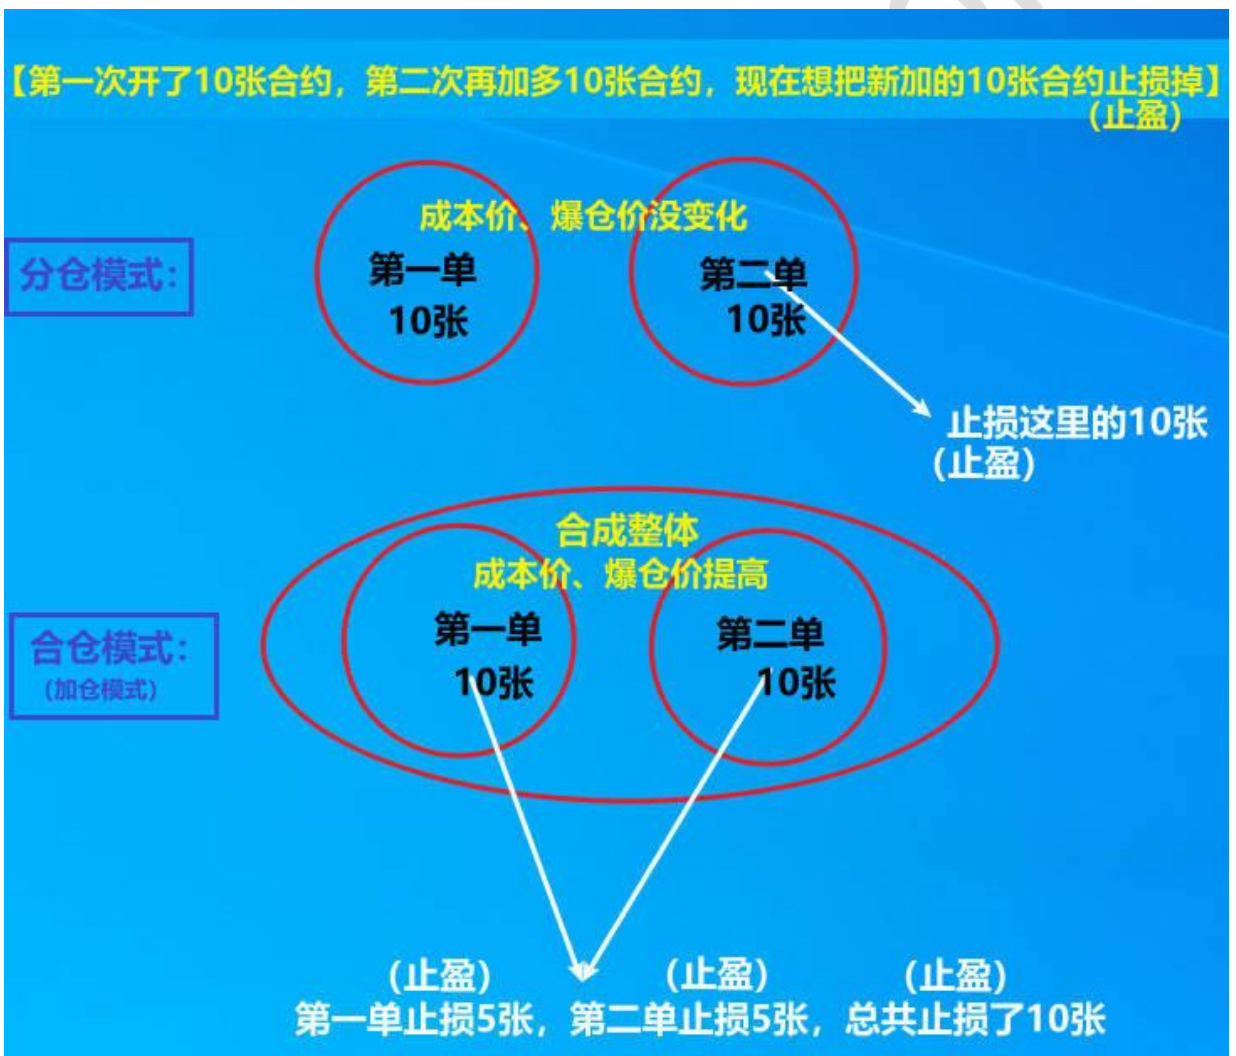 【第一次开了10张合约，第二次再加多10张合约，现在想把新加的10张合约止损掉】
(止盈)
成本价、爆仓价没变化
分仓模式：
第一单
10张
第二单
10张
止损这里的10张
(止盈)
合成整体
成本价、爆仓价提高
合仓模式：
(加仓模式)
第一单
10张
第二单
10张
(止盈) (止盈) (止盈)
第一单止损5张，第二单止损5张，总共止损了10张